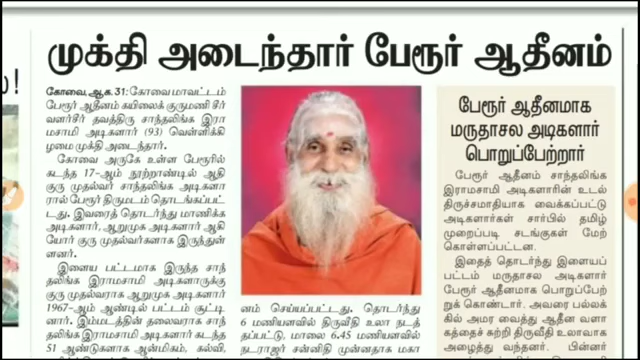 முக்தி அடைந்தார் பேரூர் ஆதீனம்
கோவை, ஆக. 31: கோவை மாவட்டம்
பேரூர் ஆதீனம் கயிலைக் குருமணி சீர்
வளர்சீர் தவத்திரு சாந்தலிங்க இரா
மசாமி அடிகளார் (93) வெள்ளிக்கி
ழமை முக்தி அடைந்தார்.
கோவை அருகே உள்ள பேரூரில்
கடந்த 17-ஆம் நூற்றாண்டில் ஆதி
குரு முதல்வர் சாந்தலிங்க அடிகளா
ரால் பேரூர் திருமடம் தொடங்கப்பட்
டது. இவரைத் தொடர்ந்து மாணிக்க
அடிகளார், ஆறுமுக அடிகளார் ஆகி
யோர் குரு முதல்வர்களாக இருந்துள்
ளனர்.
இளைய பட்டமாக இருந்த சாந்
தலிங்க இராமசாமி அடிகளாருக்கு
குரு முதல்வராக ஆறுமுக அடிகளார்
1967-ஆம் ஆண்டில் பட்டம் சூட்டி
னார். இம்மடத்தின் தலைவராக சாந்
தலிங்க இராமசாமி அடிகளார் கடந்த
51 ஆண்டுகளாக ஆன்மிகம், கல்வி,
னம் செய்யப்பட்டது. தொடர்ந்து
6 மணியளவில் திருவீதி உலா நடத்
தப்பட்டு, மாலை 6.45 மணியளவில்
நடராஜர் சன்னிதி முன்னதாக மகா
பேரூர் ஆதீனமாக
மருதாசல அடிகளார்
பொறுப்பேற்றார்
பேரூர் ஆதீனம் சாந்தலிங்க
இராமசாமி அடிகளாரின் உடல்
திருச்சமாதியாக வைக்கப்பட்டு
அடிகளார்கள் சார்பில் தமிழ்
முறைப்படி சடங்குகள் மேற்
கொள்ளப்பட்டன.
இதைத் தொடர்ந்து இளையப்
பட்டம் மருதாசல அடிகளார்
பேரூர் ஆதீனமாக பொறுப்பேற்
றுக் கொண்டார். அவரை பல்லக்
கில் அமர வைத்து ஆதீன வளா
கத்தைச் சுற்றி திருவீதி உலாவாக
அழைத்து வந்தனர். பின்னர்